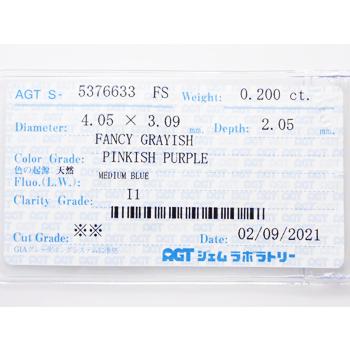 AGT S- 5376633 FS Weight: 0.200 ct.
Diameter: 4.05 × 3.09 mm. Depth: 2.05 mm.
FANCY GRAYISH
Color Grade: PINKISH PURPLE
色の起源 天然
Fluo.(L.W.): MEDIUM BLUE
Clarity Grade: I1
Cut Grade: ※※ Date: 02/09/2021
AGT ジェムラボラトリー